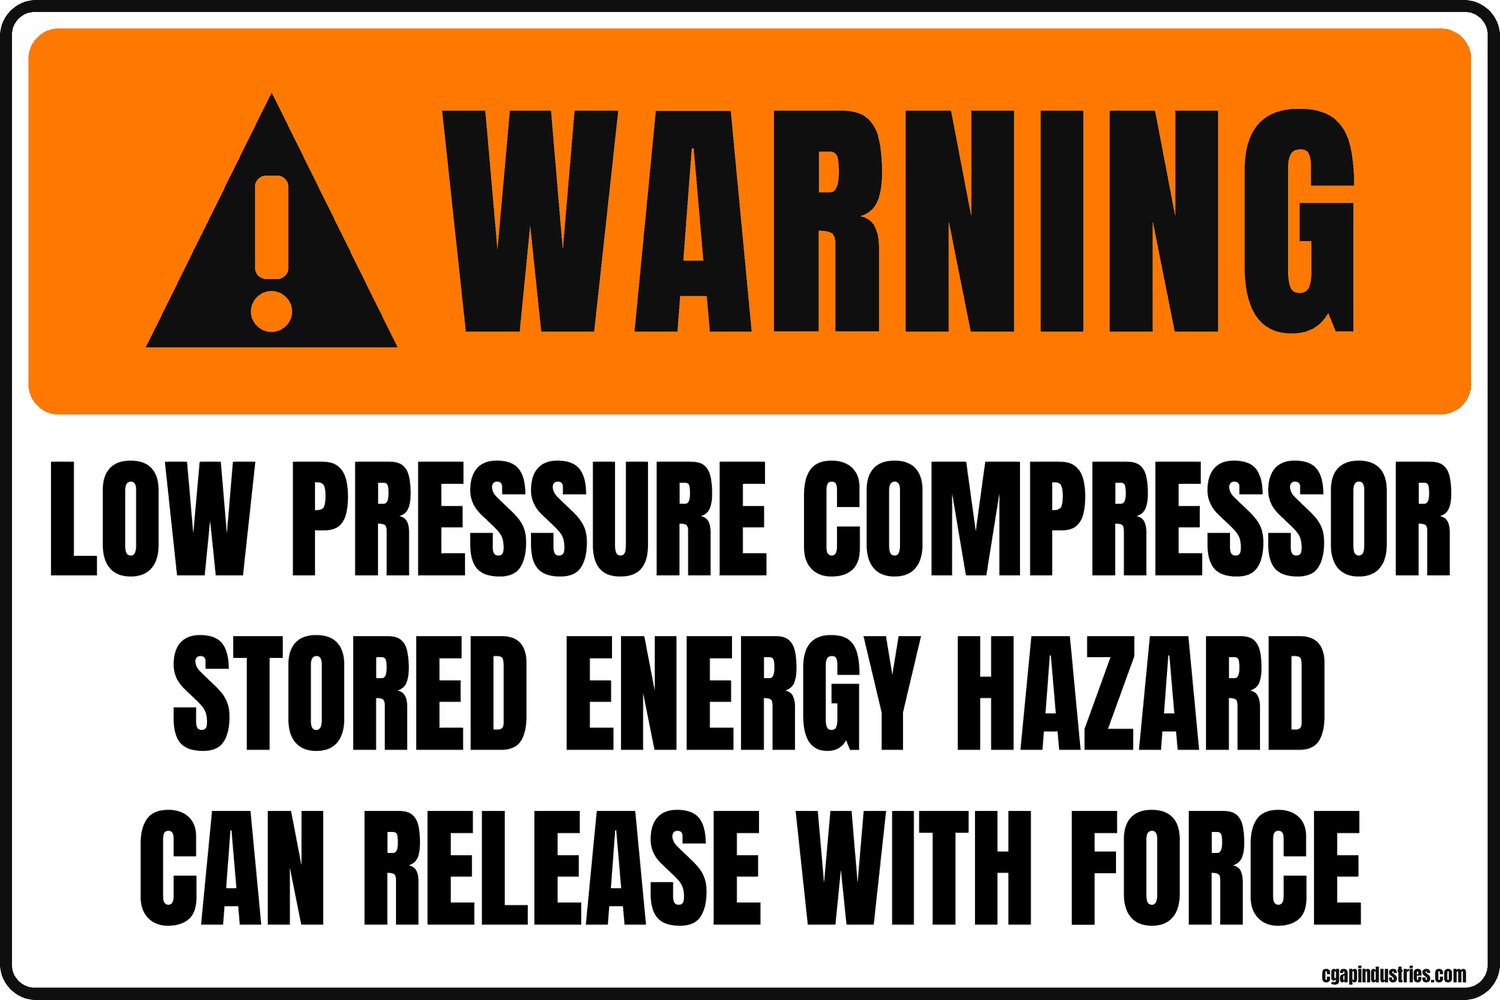 WARNING
LOW PRESSURE COMPRESSOR
STORED ENERGY HAZARD
CAN RELEASE WITH FORCE
cgapindustries.com